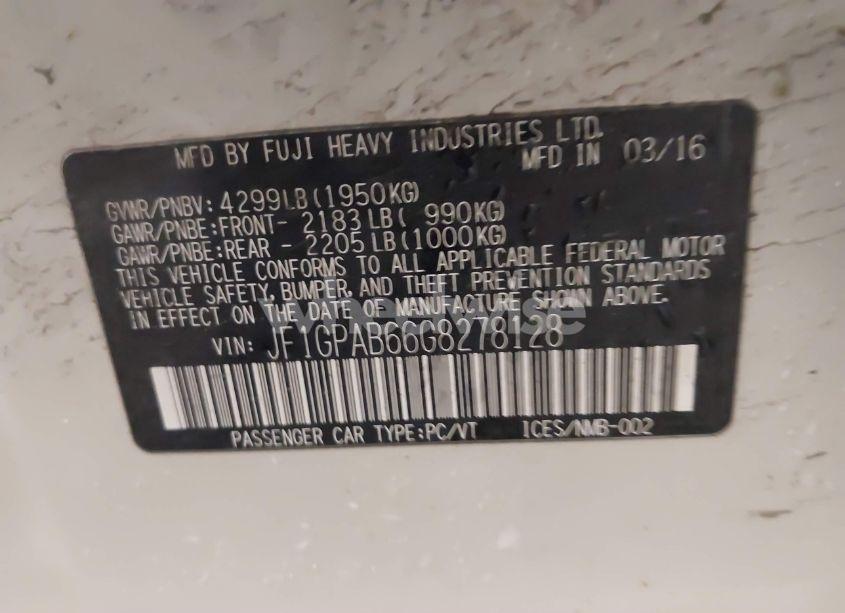 MFD BY FUJI HEAVY INDUSTRIES LTD.
MFD IN 03/16
GVWR/PNBV: 4299LB(1950KG)
GAWR/PNBE:FRONT- 2183 LB( 990KG)
GAWR/PNBE:REAR - 2205 LB(1000KG)
THIS VEHICLE CONFORMS TO ALL APPLICABLE FEDERAL MOTOR
VEHICLE SAFETY, BUMPER, AND THEFT PREVENTION STANDARDS
IN EFFECT ON THE DATE OF MANUFACTURE SHOWN ABOVE.
VIN: JF1GPAB66G8278128
PASSENGER CAR TYPE:PC/VT ICES/NMB-002